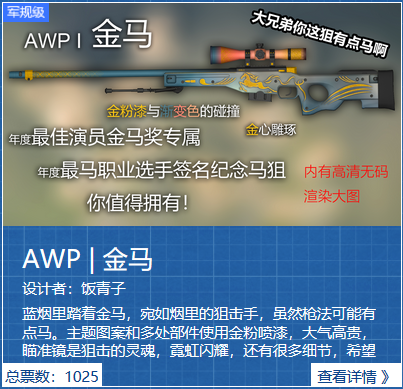 军规级
大兄弟你这狙有点马啊
AWP I 金马
金粉漆与渐变色的碰撞
金心雕琢
年度最佳演员金马奖专属
年度最马职业选手签名纪念马狙
内有高清无码
渲染大图
你值得拥有！
AWP | 金马
设计者：饭青子
蓝烟里踏着金马，宛如烟里的狙击手，虽然枪法可能有
点马。主题图案和多处部件使用金粉喷漆，大气高贵，
瞄准镜是狙击的灵魂，霓虹闪耀，还有很多细节，希望
总票数：1025
查看详情 》